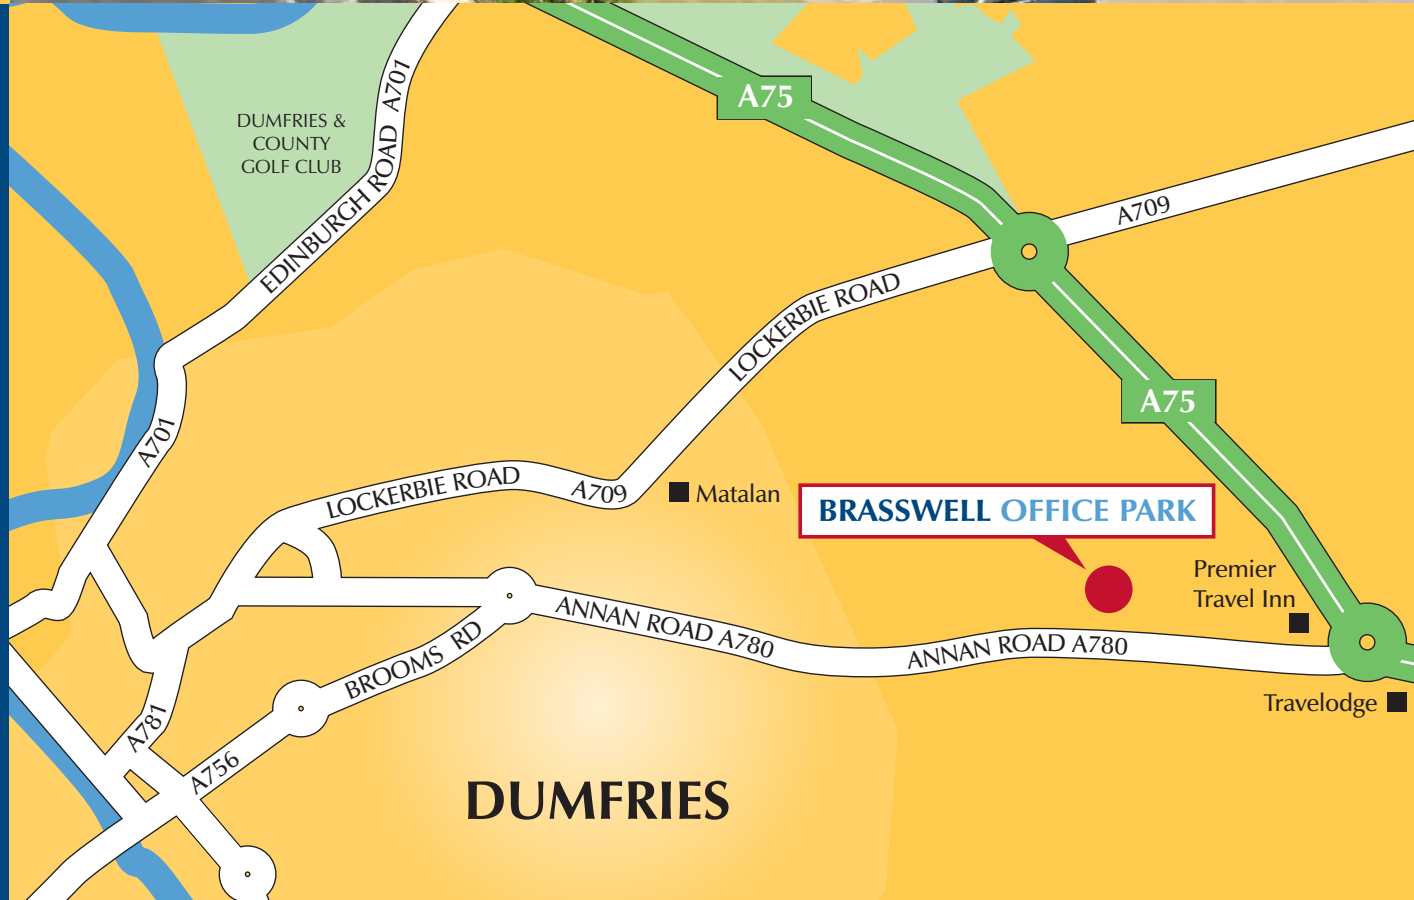 A75
A701
DUMFRIES &
COUNTY
GOLF CLUB
EDINBURGH ROAD
A709
LOCKERBIE ROAD
A75
A701
LOCKERBIE ROAD
A709
Matalan
BRASSWELL OFFICE PARK
Premier
Travel Inn
ANNAN ROAD A780
ANNAN ROAD A780
BROOMS RD
Travelodge
A781
A756
DUMFRIES